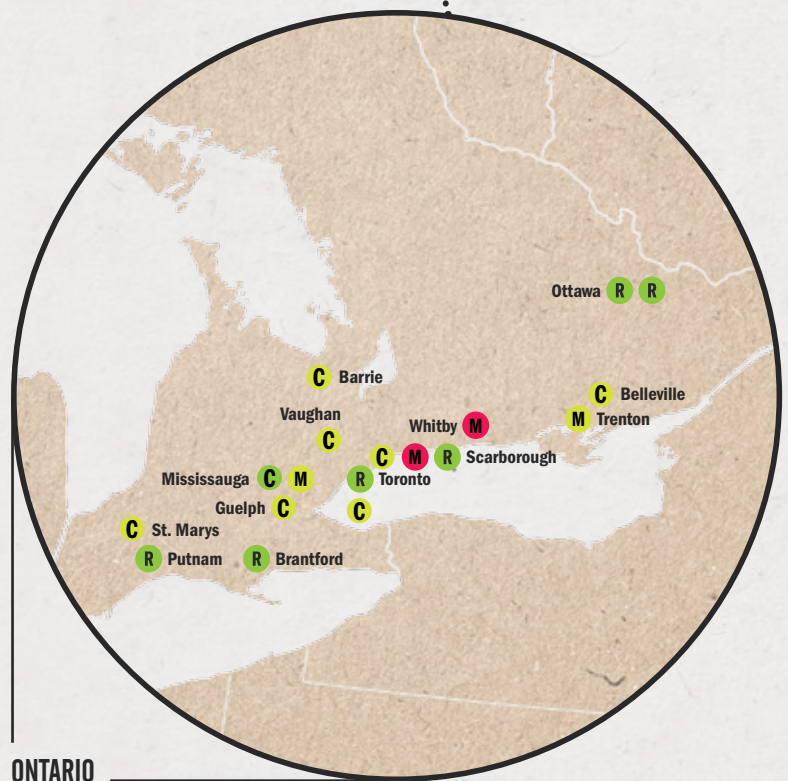 Ottawa R R
C Barrie
C Belleville
Vaughan
C
Whitby M
M Trenton
C M R Scarborough
Mississauga C M
R Toronto
Guelph C
C
C St. Marys
R Putnam
R Brantford
ONTARIO